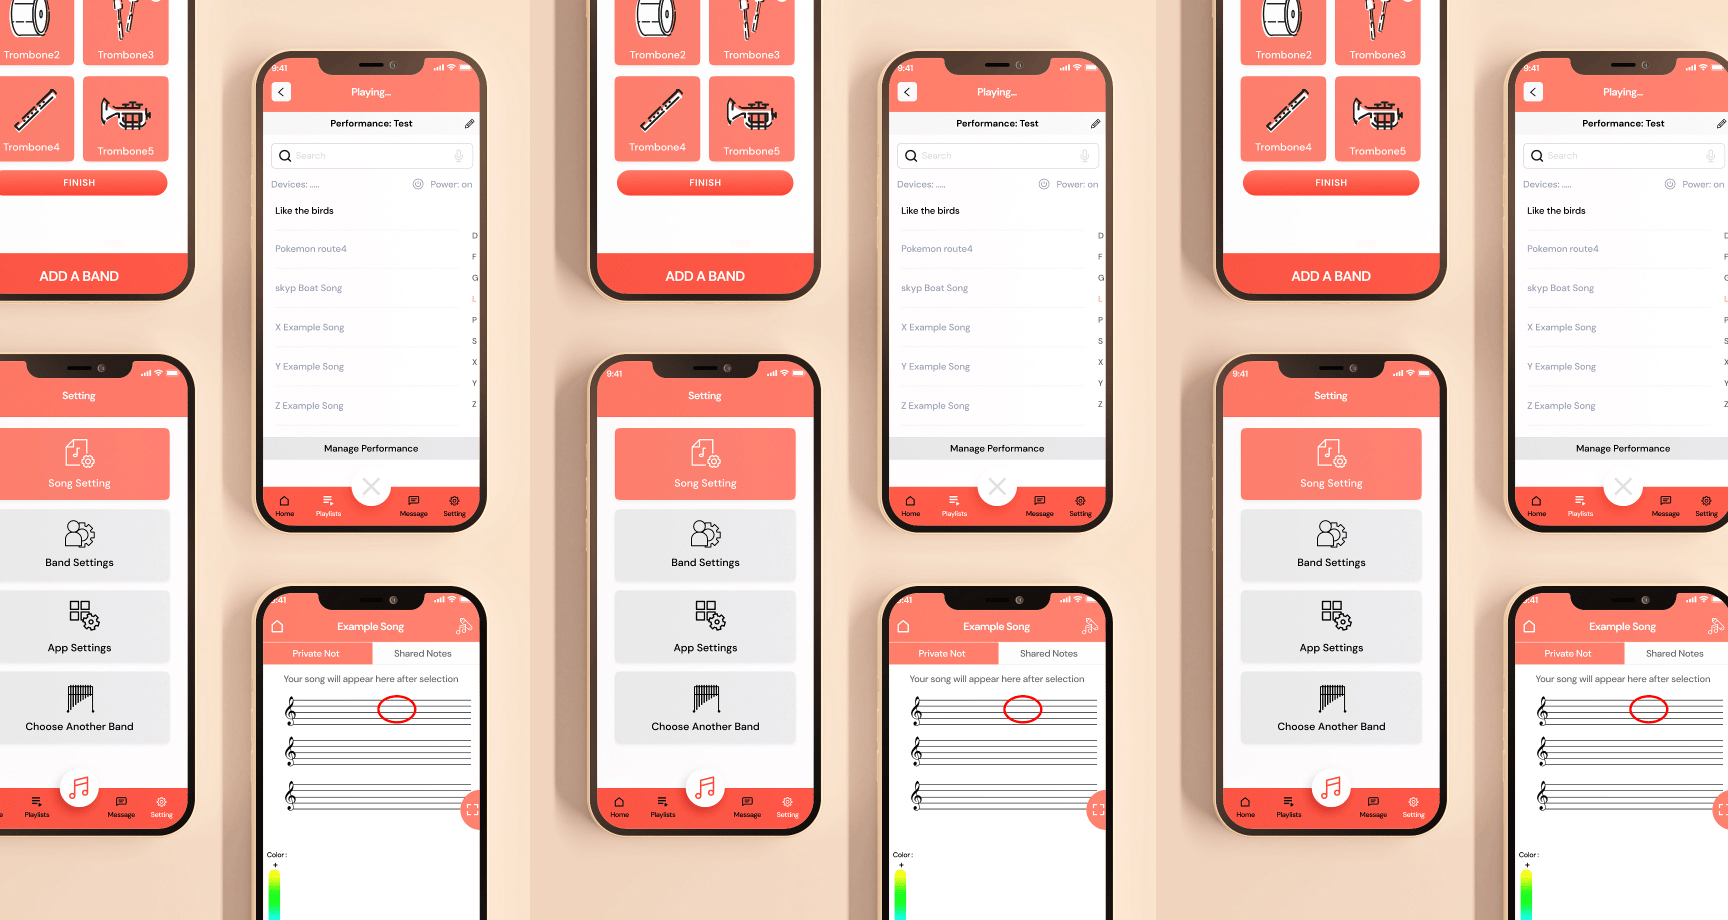 Trombone2
Trombone3
Trombone4
Trombone5
FINISH
ADD A BAND
Setting
Song Setting
Band Settings
App Settings
Choose Another Band
Playlists
Message
Setting
9:41
Playing...
Performance: Test
Search
Devices: .....
Power: on
Like the birds
Pokemon route4
skyp Boat Song
X Example Song
Y Example Song
Z Example Song
D
F
G
L
P
S
X
Y
Z
Manage Performance
Home
Playlists
Message
Setting
9:41
Example Song
Private Not
Shared Notes
Your song will appear here after selection
Color :
+
Trombone2
Trombone3
Trombone4
Trombone5
FINISH
ADD A BAND
9:41
Setting
Song Setting
Band Settings
App Settings
Choose Another Band
Home
Playlists
Message
Setting
9:41
Playing...
Performance: Test
Search
Devices: .....
Power: on
Like the birds
Pokemon route4
skyp Boat Song
X Example Song
Y Example Song
Z Example Song
D
F
G
L
P
S
X
Y
Z
Manage Performance
Home
Playlists
Message
Setting
9:41
Example Song
Private Not
Shared Notes
Your song will appear here after selection
Color :
+
Trombone2
Trombone3
Trombone4
Trombone5
FINISH
ADD A BAND
9:41
Setting
Song Setting
Band Settings
App Settings
Choose Another Band
Home
Playlists
Message
Setting
9:41
Playing...
Performance: Test
Search
Devices: .....
Power: on
Like the birds
Pokemon route4
skyp Boat Song
X Example Song
Y Example Song
Z Example Song
D
F
G
L
P
S
X
Y
Z
Manage Performance
Home
Playlists
Message
Setting
9:41
Example Song
Private Not
Shared Notes
Your song will appear here after selection
Color :
+